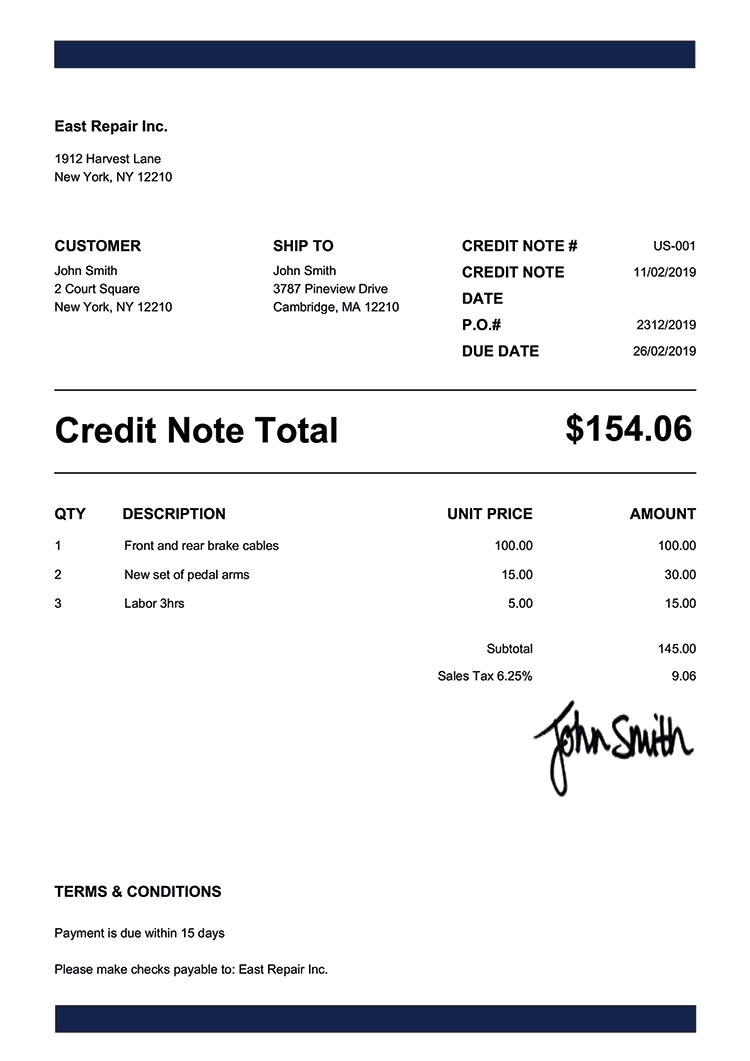 East Repair Inc.
1912 Harvest Lane
New York, NY 12210
CUSTOMER
John Smith
2 Court Square
New York, NY 12210
SHIP TO
John Smith
3787 Pineview Drive
Cambridge, MA 12210
CREDIT NOTE # US-001
CREDIT NOTE 11/02/2019
DATE
P.O.# 2312/2019
DUE DATE 26/02/2019
Credit Note Total $154.06
QTY DESCRIPTION UNIT PRICE AMOUNT
1 Front and rear brake cables 100.00 100.00
2 New set of pedal arms 15.00 30.00
3 Labor 3hrs 5.00 15.00
Subtotal 145.00
Sales Tax 6.25% 9.06
John Smith
TERMS & CONDITIONS
Payment is due within 15 days
Please make checks payable to: East Repair Inc.